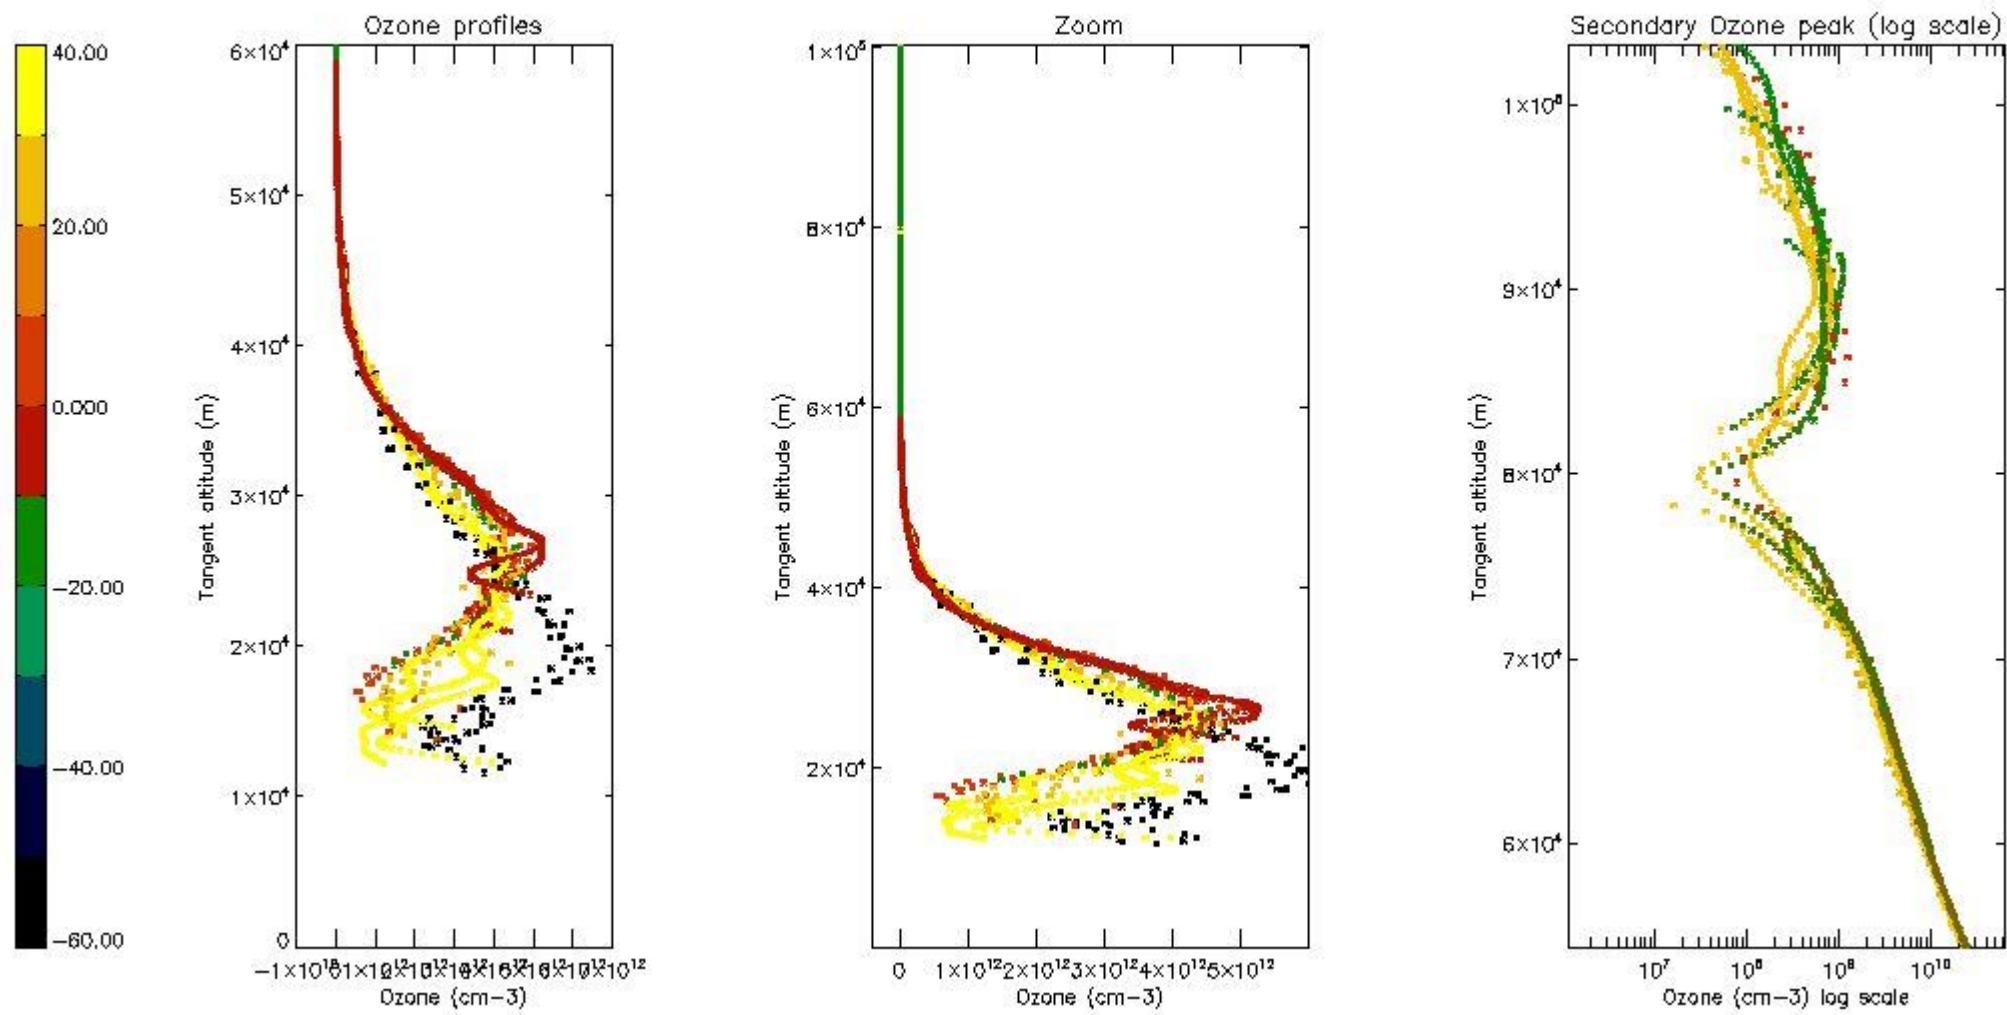 Ozone profiles
Zoom
Secondary Ozone peak (log scale)
40.00
20.00
0.000
−20.00
−40.00
−60.00
6×10⁴
5×10⁴
4×10⁴
3×10⁴
2×10⁴
1×10⁴
0
Tangent altitude (m)
Ozone (cm−3)
1×10⁵
8×10⁴
6×10⁴
4×10⁴
2×10⁴
Tangent altitude (m)
0 1×10¹² 2×10¹² 3×10¹² 4×10¹² 5×10¹²
Ozone (cm−3)
9×10⁴
8×10⁴
7×10⁴
6×10⁴
Tangent altitude (m)
10⁷ 10⁸ 10⁹ 10¹⁰
Ozone (cm−3) log scale